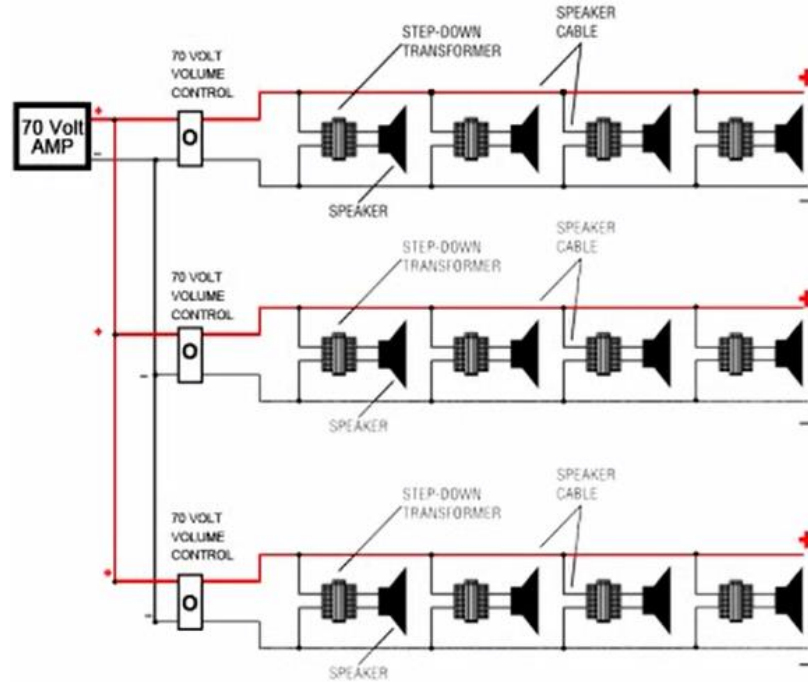 SPEAKER
CABLE
STEP-DOWN
TRANSFORMER
70 VOLT
VOLUME
CONTROL
+
+
70 Volt
AMP
O
-
SPEAKER
-
SPEAKER
CABLE
STEP-DOWN
TRANSFORMER
70 VOLT
VOLUME
CONTROL
+
+
O
-
SPEAKER
-
SPEAKER
CABLE
STEP-DOWN
TRANSFORMER
70 VOLT
VOLUME
CONTROL
+
+
O
-
SPEAKER
-